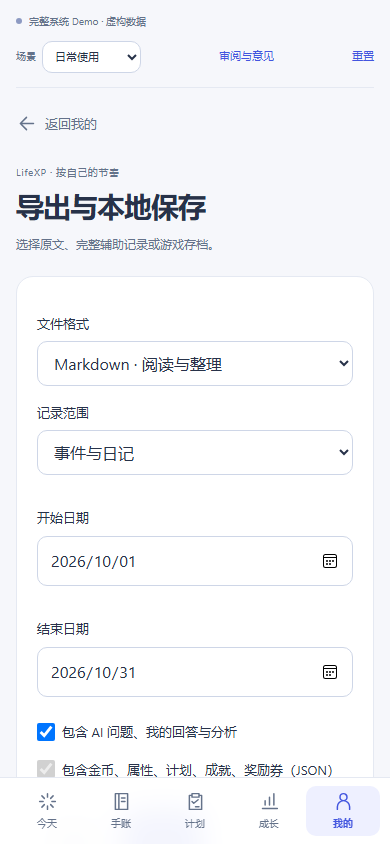 完整系统 Demo · 虚构数据
场景 日常使用 审阅与意见 重置
返回我的
LifeXP · 按自己的节奏
导出与本地保存
选择原文、完整辅助记录或游戏存档。
文件格式
Markdown · 阅读与整理
记录范围
事件与日记
开始日期
2026/10/01
结束日期
2026/10/31
包含 AI 问题、我的回答与分析
包含金币、属性、计划、成就、奖励券（JSON）
今天 手账 计划 成长 我的